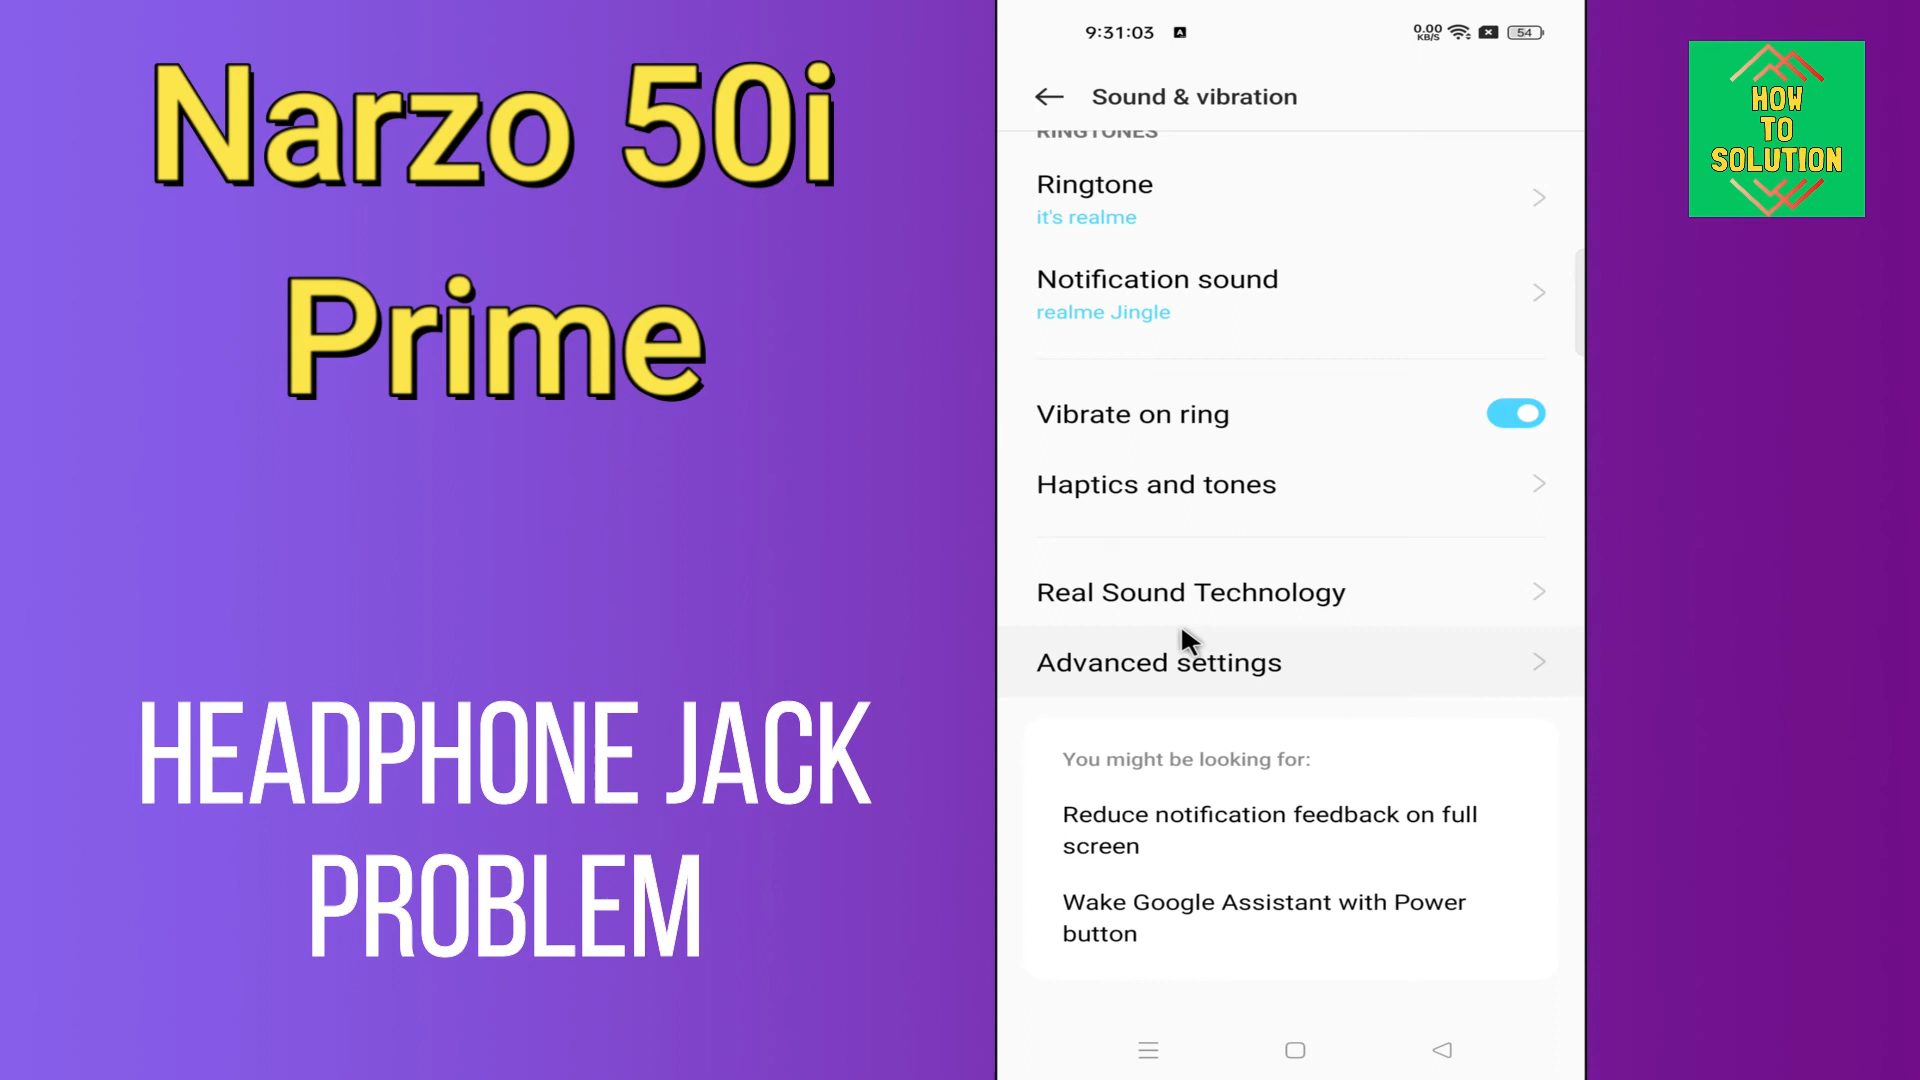 Narzo 50i
Prime
HEADPHONE JACK
PROBLEM
9:31:03
A
0.00
KB/S
54
Sound & vibration
RINGTONES
Ringtone
it's realme
Notification sound
realme Jingle
Vibrate on ring
Haptics and tones
Real Sound Technology
Advanced settings
You might be looking for:
Reduce notification feedback on full
screen
Wake Google Assistant with Power
button
HOW
TO
SOLUTION